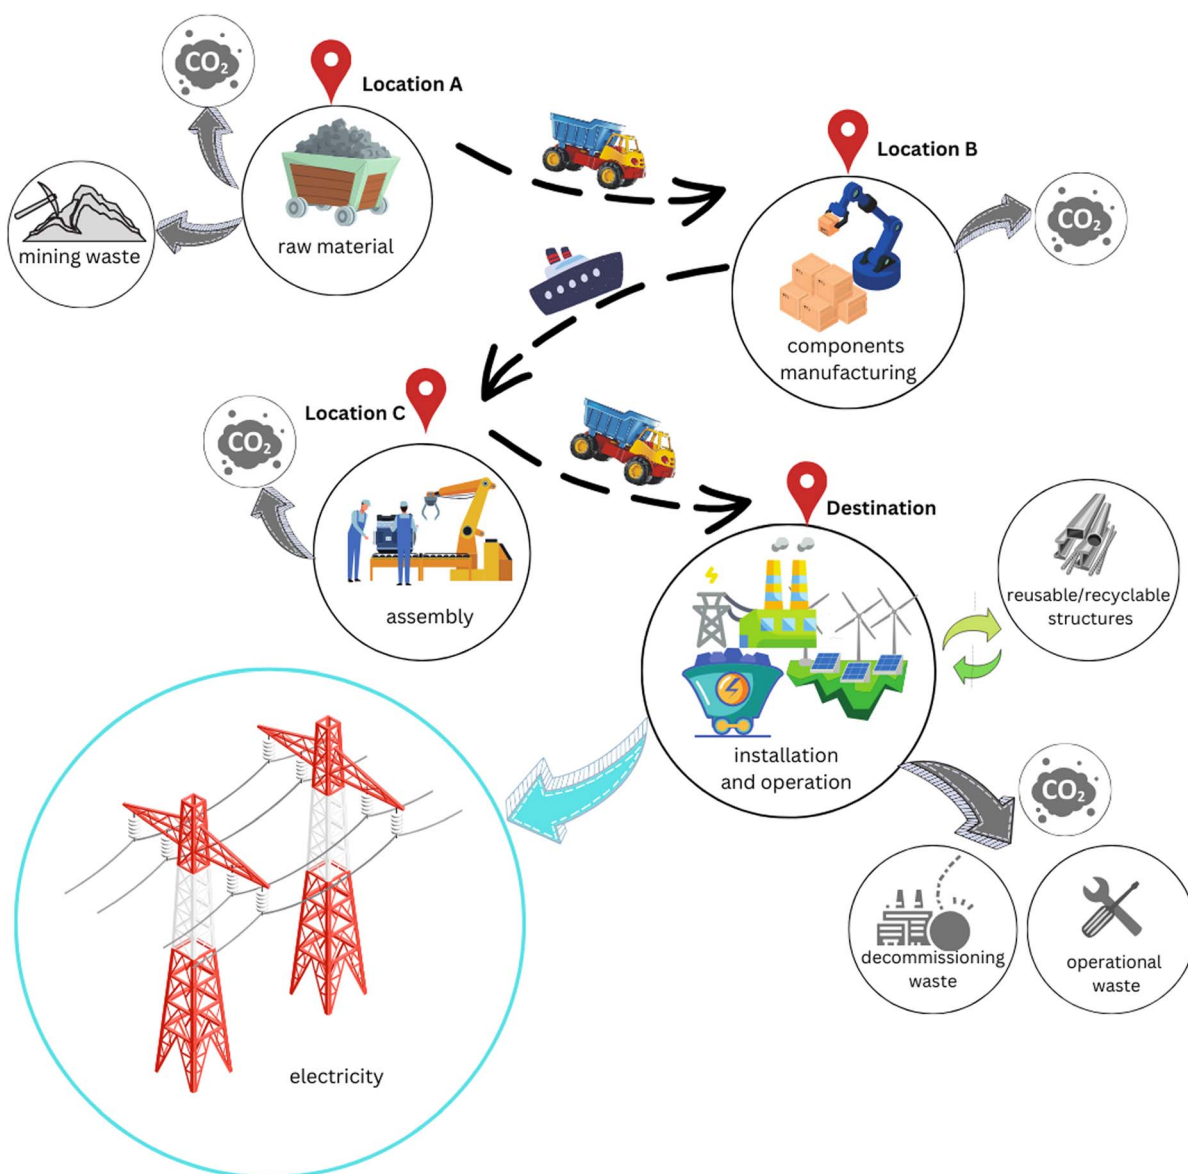 CO₂
Location A
mining waste
raw material
Location B
CO₂
components
manufacturing
Location C
CO₂
assembly
Destination
reusable/recyclable
structures
installation
and operation
CO₂
decommissioning
waste
operational
waste
electricity